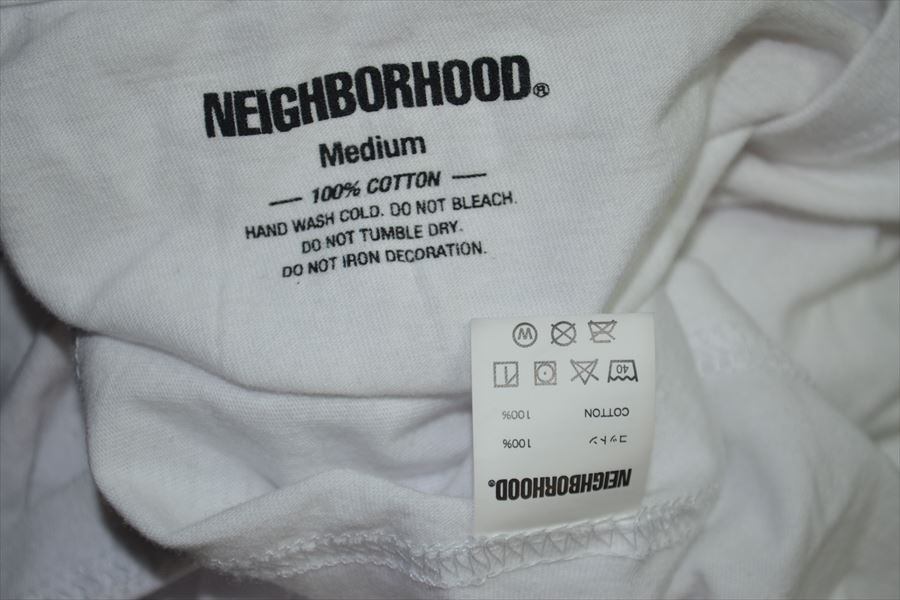 NEIGHBORHOOD®
Medium
100% COTTON
HAND WASH COLD. DO NOT BLEACH.
DO NOT TUMBLE DRY.
DO NOT IRON DECORATION.
NEIGHBORHOOD®
コットン 100%
COTTON 100%
40
W